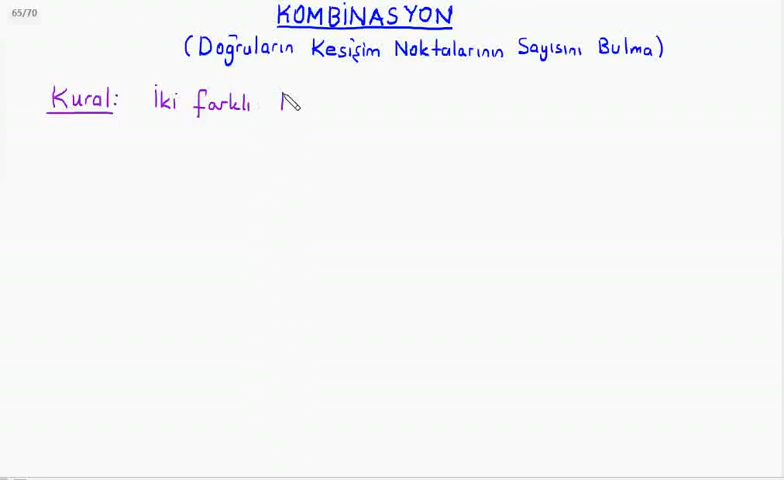 65/70
KOMBİNASYON
(Doğruların Kesişim Noktalarının Sayısını Bulma)
Kural: İki farklı